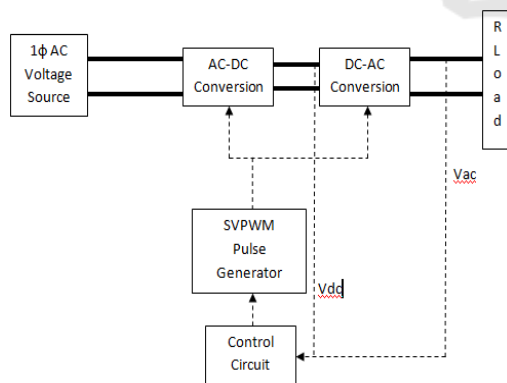 1ϕ AC
Voltage
Source
AC-DC
Conversion
DC-AC
Conversion
R
L
o
a
d
Vac
SVPWM
Pulse
Generator
Vdc
Control
Circuit